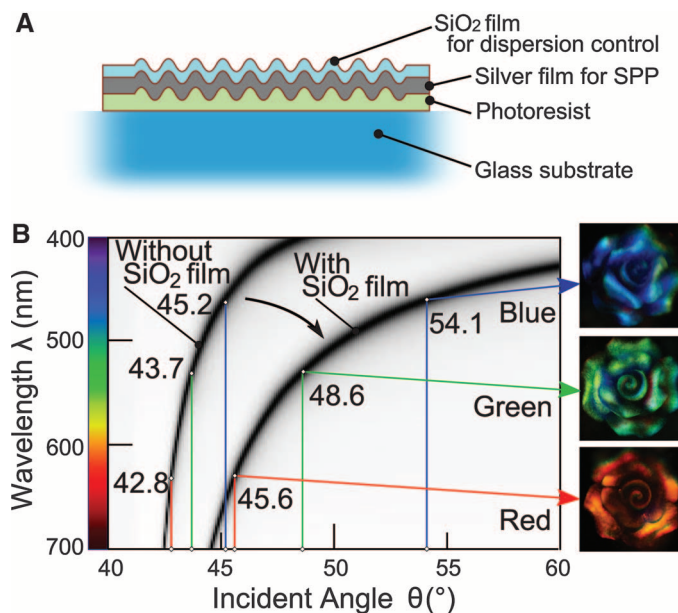 A
SiO₂ film
for dispersion control
Silver film for SPP
Photoresist
Glass substrate
B
400
500
600
700
Wavelength λ (nm)
Without
SiO₂ film
With
SiO₂ film
45.2
43.7
42.8
54.1
48.6
45.6
Blue
Green
Red
40
45
50
55
60
Incident Angle θ(°)